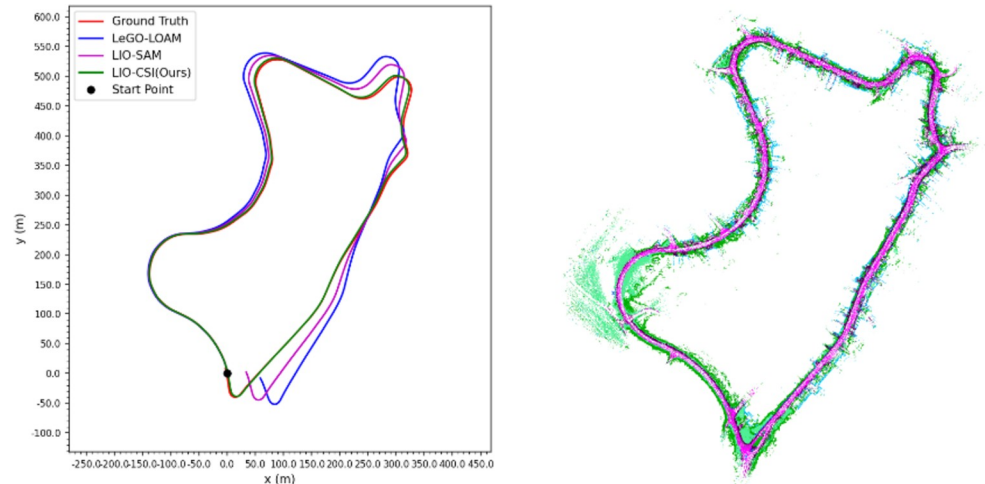 Ground Truth
LeGO-LOAM
LIO-SAM
LIO-CSI(Ours)
Start Point
600.0
550.0
500.0
450.0
400.0
350.0
300.0
250.0
200.0
150.0
100.0
50.0
0.0
-50.0
-100.0
y (m)
-250.0 -200.0 -150.0 -100.0 -50.0 0.0 50.0 100.0 150.0 200.0 250.0 300.0 350.0 400.0 450.0
x (m)